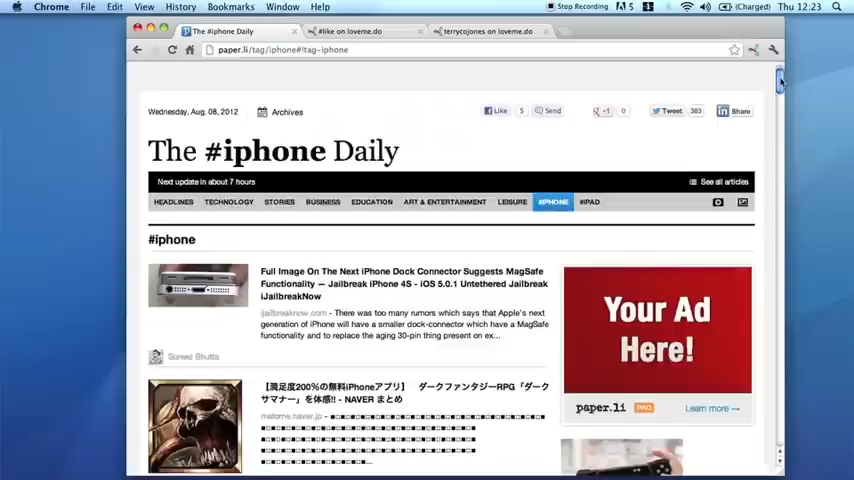 Chrome File Edit View History Bookmarks Window Help Stop Recording 5 (Charged) Thu 12:23
The #iphone Daily #like on loveme.do terrycojones on loveme.do
paper.li/tag/iphone#!tag-iphone
Wednesday, Aug. 08, 2012 Archives Like 5 Send +1 0 Tweet 383 Share
The #iphone Daily
Next update in about 7 hours See all articles
HEADLINES TECHNOLOGY STORIES BUSINESS EDUCATION ART & ENTERTAINMENT LEISURE #IPHONE #IPAD
#iphone
Full Image On The Next iPhone Dock Connector Suggests MagSafe
Functionality — Jailbreak iPhone 4S - iOS 5.0.1 Untethered Jailbreak
iJailbreakNow
ijailbreaknow.com - There was too many rumors which says that Apple's next
generation of iPhone will have a smaller dock-connector which have a MagSafe
functionality and to replace the aging 30-pin thing present on ex...
Sureel Bhutta
Your Ad
Here!
paper.li PRO Learn more →
【満足度200%の無料iPhoneアプリ】 ダークファンタジーRPG「ダーク
サマナー」を体感!! - NAVER まとめ
matome.naver.jp -